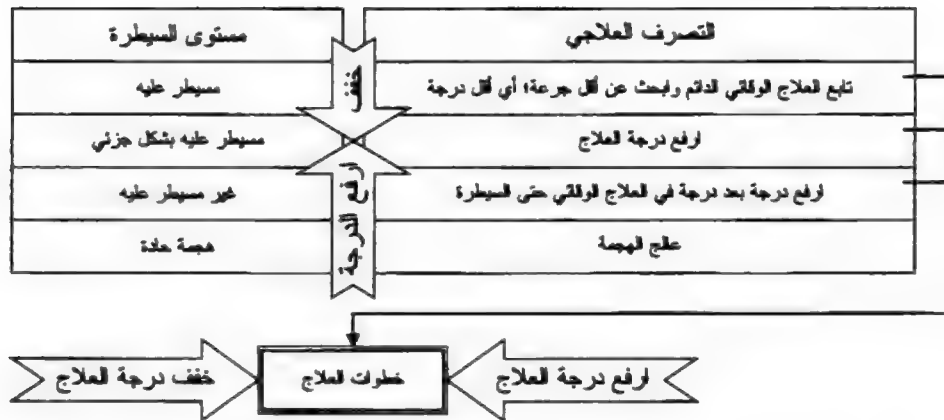 التصرف العلاجي مستوى السيطرة
تابع العلاج الوقائي الدائم وابحث عن أقل جرعة؛ أي أقل درجة مسيطر عليه
ارفع درجة العلاج مسيطر عليه بشكل جزئي
ارفع درجة بعد درجة في العلاج الوقائي حتى السيطرة غير مسيطر عليه
عالج الهجمة هجمة حادة
خفف
ارفع الدرجة
ارفع درجة العلاج خطوات العلاج خفف درجة العلاج